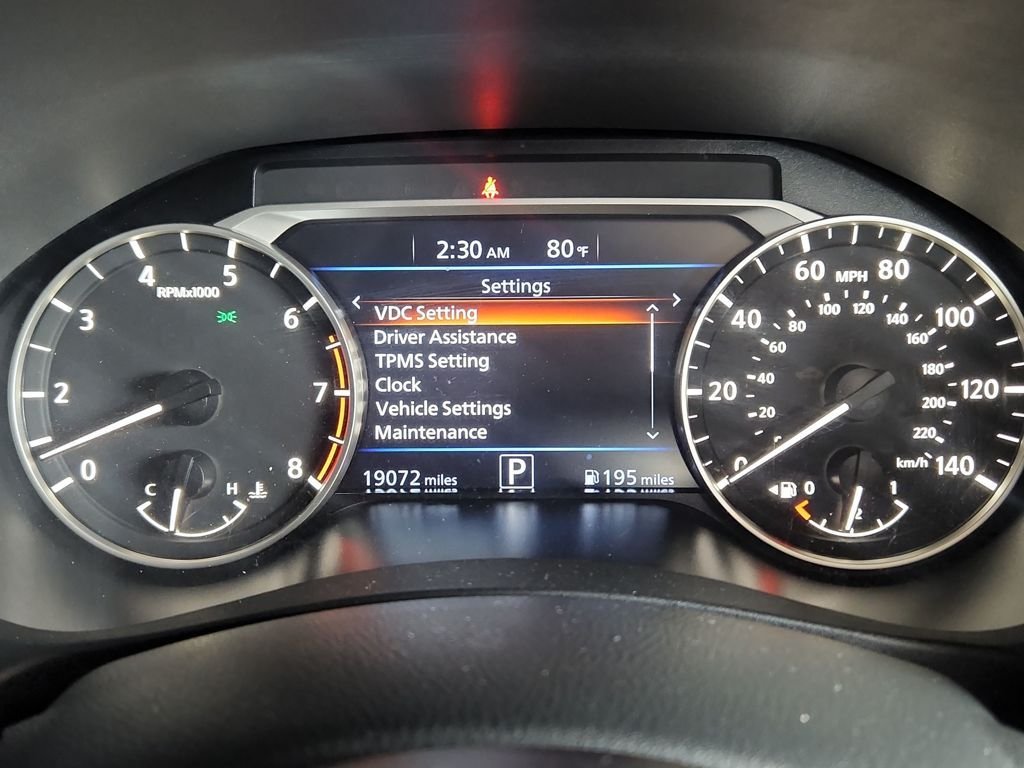 2:30 AM 80°F
Settings
VDC Setting
Driver Assistance
TPMS Setting
Clock
Vehicle Settings
Maintenance
19072 miles P 195 miles
0 2 3 4 5 6 7 8
RPMx1000
C H
0 20 40 60 80 100 120 140
MPH
0 20 40 60 80 100 120 140 160 180 200 220
km/h
0 1